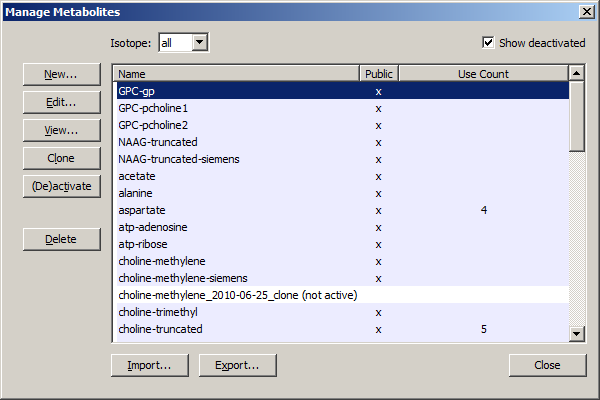 Manage Metabolites
Isotope: all Show deactivated
New...
Edit...
View...
Clone
(De)activate
Delete
Name Public Use Count
GPC-gp x
GPC-pcholine1 x
GPC-pcholine2 x
NAAG-truncated x
NAAG-truncated-siemens x
acetate x
alanine x
aspartate x 4
atp-adenosine x
atp-ribose x
choline-methylene x
choline-methylene-siemens x
choline-methylene_2010-06-25_clone (not active)
choline-trimethyl x
choline-truncated x 5
Import... Export... Close